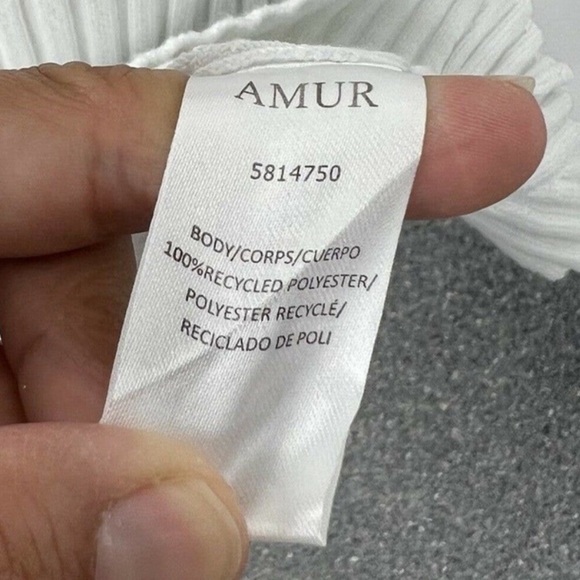 AMUR
5814750
BODY/CORPS/CUERPO
100%RECYCLED POLYESTER/
POLYESTER RECYCLÉ/
RECICLADO DE POLI